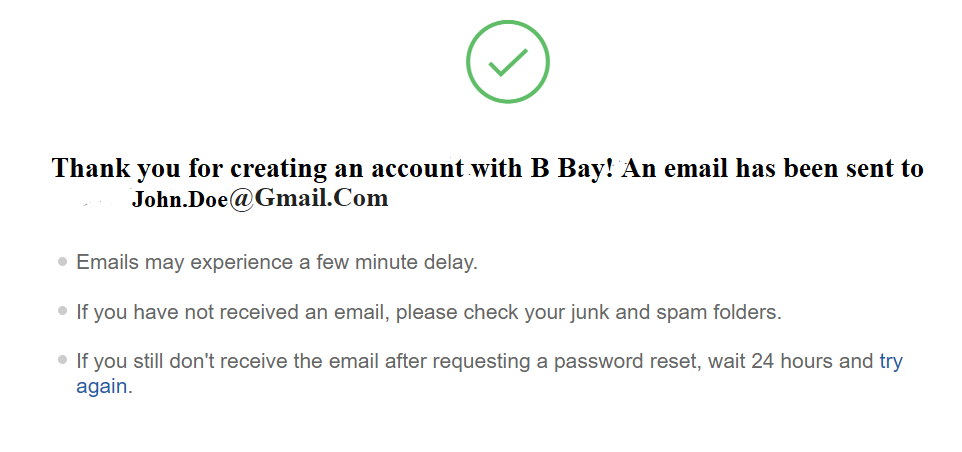 Thank you for creating an account with B Bay! An email has been sent to
John.Doe@Gmail.Com
Emails may experience a few minute delay.
If you have not received an email, please check your junk and spam folders.
If you still don't receive the email after requesting a password reset, wait 24 hours and try
again.